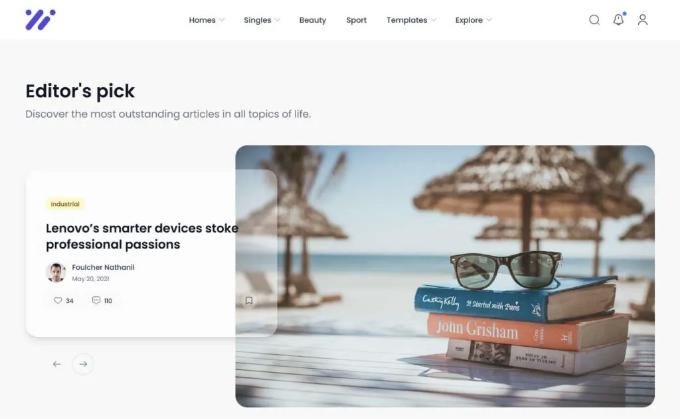 Homes Singles Beauty Sport Templates Explore
Editor's pick
Discover the most outstanding articles in all topics of life.
Industrial
Lenovo’s smarter devices stoke
professional passions
Foulcher Nathanil
May 20, 2021
34 110
Cathy Kelly It Started with Paris
John Grisham